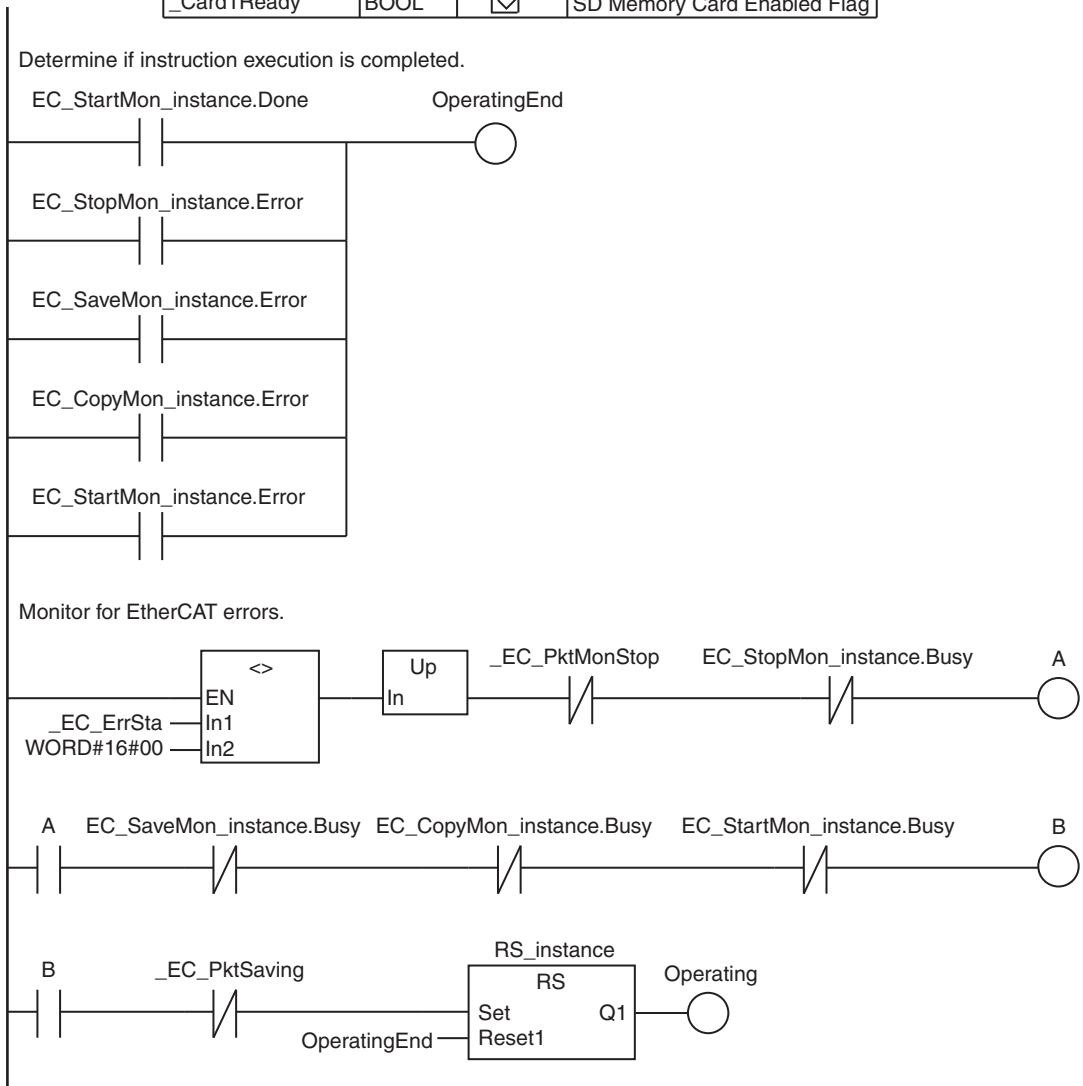 _Card1Ready BOOL SD Memory Card Enabled Flag
Determine if instruction execution is completed.
EC_StartMon_instance.Done OperatingEnd
EC_StopMon_instance.Error
EC_SaveMon_instance.Error
EC_CopyMon_instance.Error
EC_StartMon_instance.Error
Monitor for EtherCAT errors.
<> Up _EC_PktMonStop EC_StopMon_instance.Busy A
EN In
_EC_ErrSta In1
WORD#16#00 In2
A EC_SaveMon_instance.Busy EC_CopyMon_instance.Busy EC_StartMon_instance.Busy B
RS_instance
B _EC_PktSaving RS Operating
Set Q1
OperatingEnd Reset1